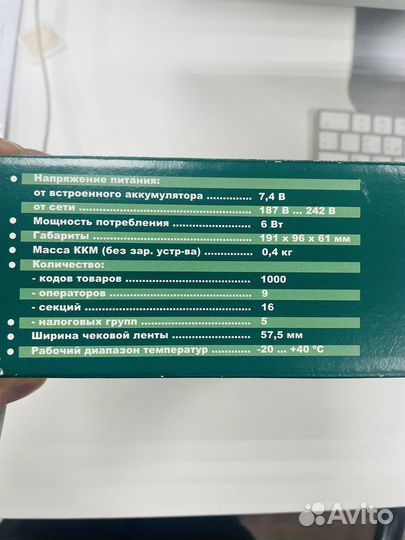 Напряжение питания:
от встроенного аккумулятора .............. 7,4 В
от сети ..................................................... 187 В ... 242 В
Мощность потребления ........................ 6 Вт
Габариты ................................................ 191 x 96 x 61 мм
Масса ККМ (без зар. устр-ва) ............... 0,4 кг
Количество:
- кодов товаров ..................................... 1000
- операторов .......................................... 9
- секций ................................................... 16
- налоговых групп .................................. 5
Ширина чековой ленты ......................... 57,5 мм
Рабочий диапазон температур ............ -20 ... +40 °C
Avito